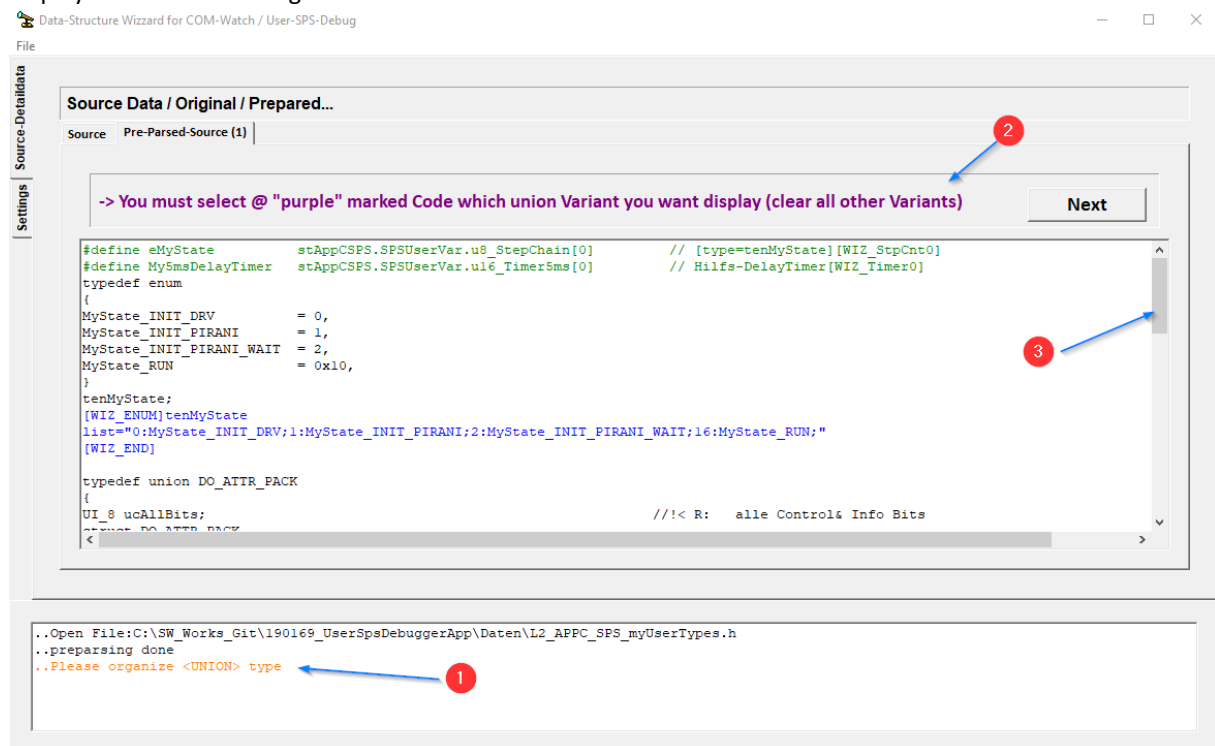 Data-Structure Wizzard for COM-Watch / User-SPS-Debug
File
Source-Detaildata
Settings
Source Data / Original / Prepared...
Source Pre-Parsed-Source (1)
2
-> You must select @ "purple" marked Code which union Variant you want display (clear all other Variants)
Next
#define eMyState stAppCSPS.SPSUserVar.u8_StepChain[0] // [type=tenMyState][WIZ_StpCnt0]
#define My5msDelayTimer stAppCSPS.SPSUserVar.u16_Timer5ms[0] // Hilfs-DelayTimer[WIZ_Timer0]
typedef enum
{
MyState_INIT_DRV = 0,
MyState_INIT_PIRANI = 1,
MyState_INIT_PIRANI_WAIT = 2,
MyState_RUN = 0x10,
}
tenMyState;
[WIZ_ENUM]tenMyState
list="0:MyState_INIT_DRV;1:MyState_INIT_PIRANI;2:MyState_INIT_PIRANI_WAIT;16:MyState_RUN;"
[WIZ_END]
3
typedef union DO_ATTR_PACK
{
UI_8 ucAllBits; //!< R: alle Control& Info Bits
struct DO_ATTR_PACK
..Open File:C:\SW_Works_Git\190169_UserSpsDebuggerApp\Daten\L2_APPC_SPS_myUserTypes.h
..preparsing done
..Please organize <UNION> type
1